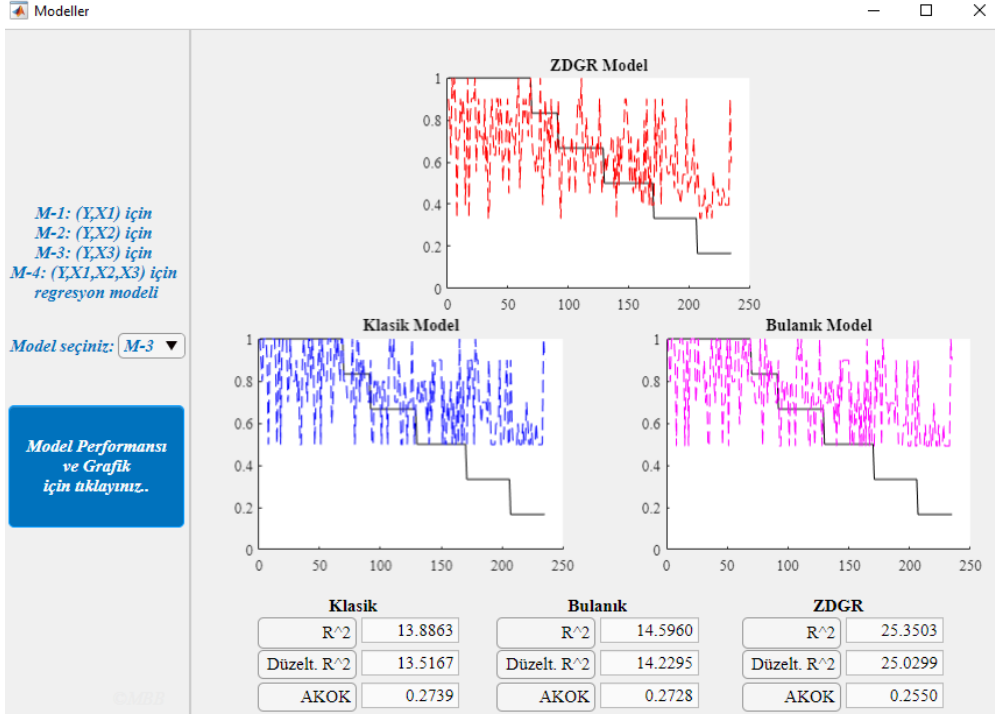 Modeller
M-1: (Y,X1) için
M-2: (Y,X2) için
M-3: (Y,X3) için
M-4: (Y,X1,X2,X3) için
regresyon modeli
Model seçiniz: M-3
Model Performansı
ve Grafik
için tıklayınız..
©MBB
ZDGR Model
1
0.8
0.6
0.4
0.2
0
0 50 100 150 200 250
Klasik Model
1
0.8
0.6
0.4
0.2
0
0 50 100 150 200 250
Bulanık Model
1
0.8
0.6
0.4
0.2
0
0 50 100 150 200 250
Klasik
R^2 13.8863
Düzelt. R^2 13.5167
AKOK 0.2739
Bulanık
R^2 14.5960
Düzelt. R^2 14.2295
AKOK 0.2728
ZDGR
R^2 25.3503
Düzelt. R^2 25.0299
AKOK 0.2550